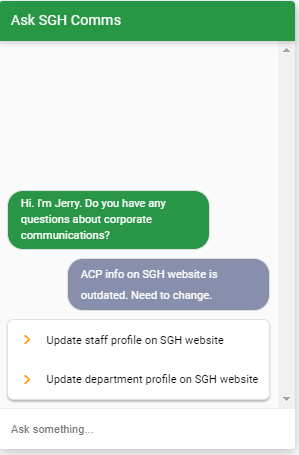 Ask SGH Comms
Hi. I'm Jerry. Do you have any
questions about corporate
communications?
ACP info on SGH website is
outdated. Need to change.
Update staff profile on SGH website
Update department profile on SGH website
Ask something...